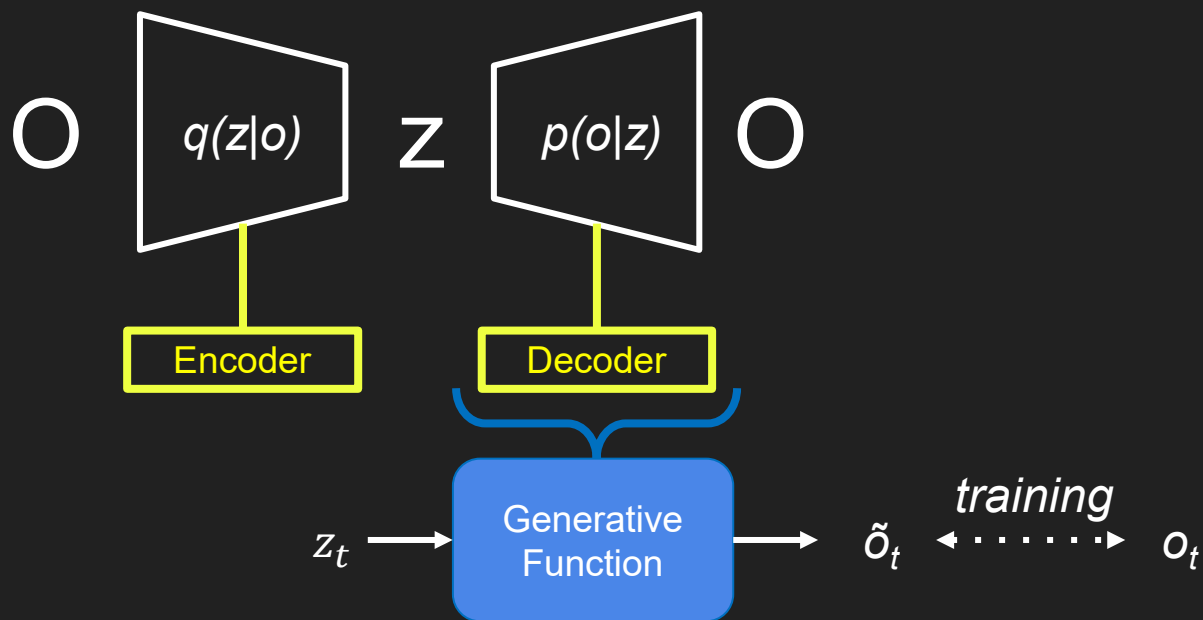 O q(z|o) z p(o|z) O
Encoder
Decoder
Generative
Function
z_t
õ_t
training
o_t